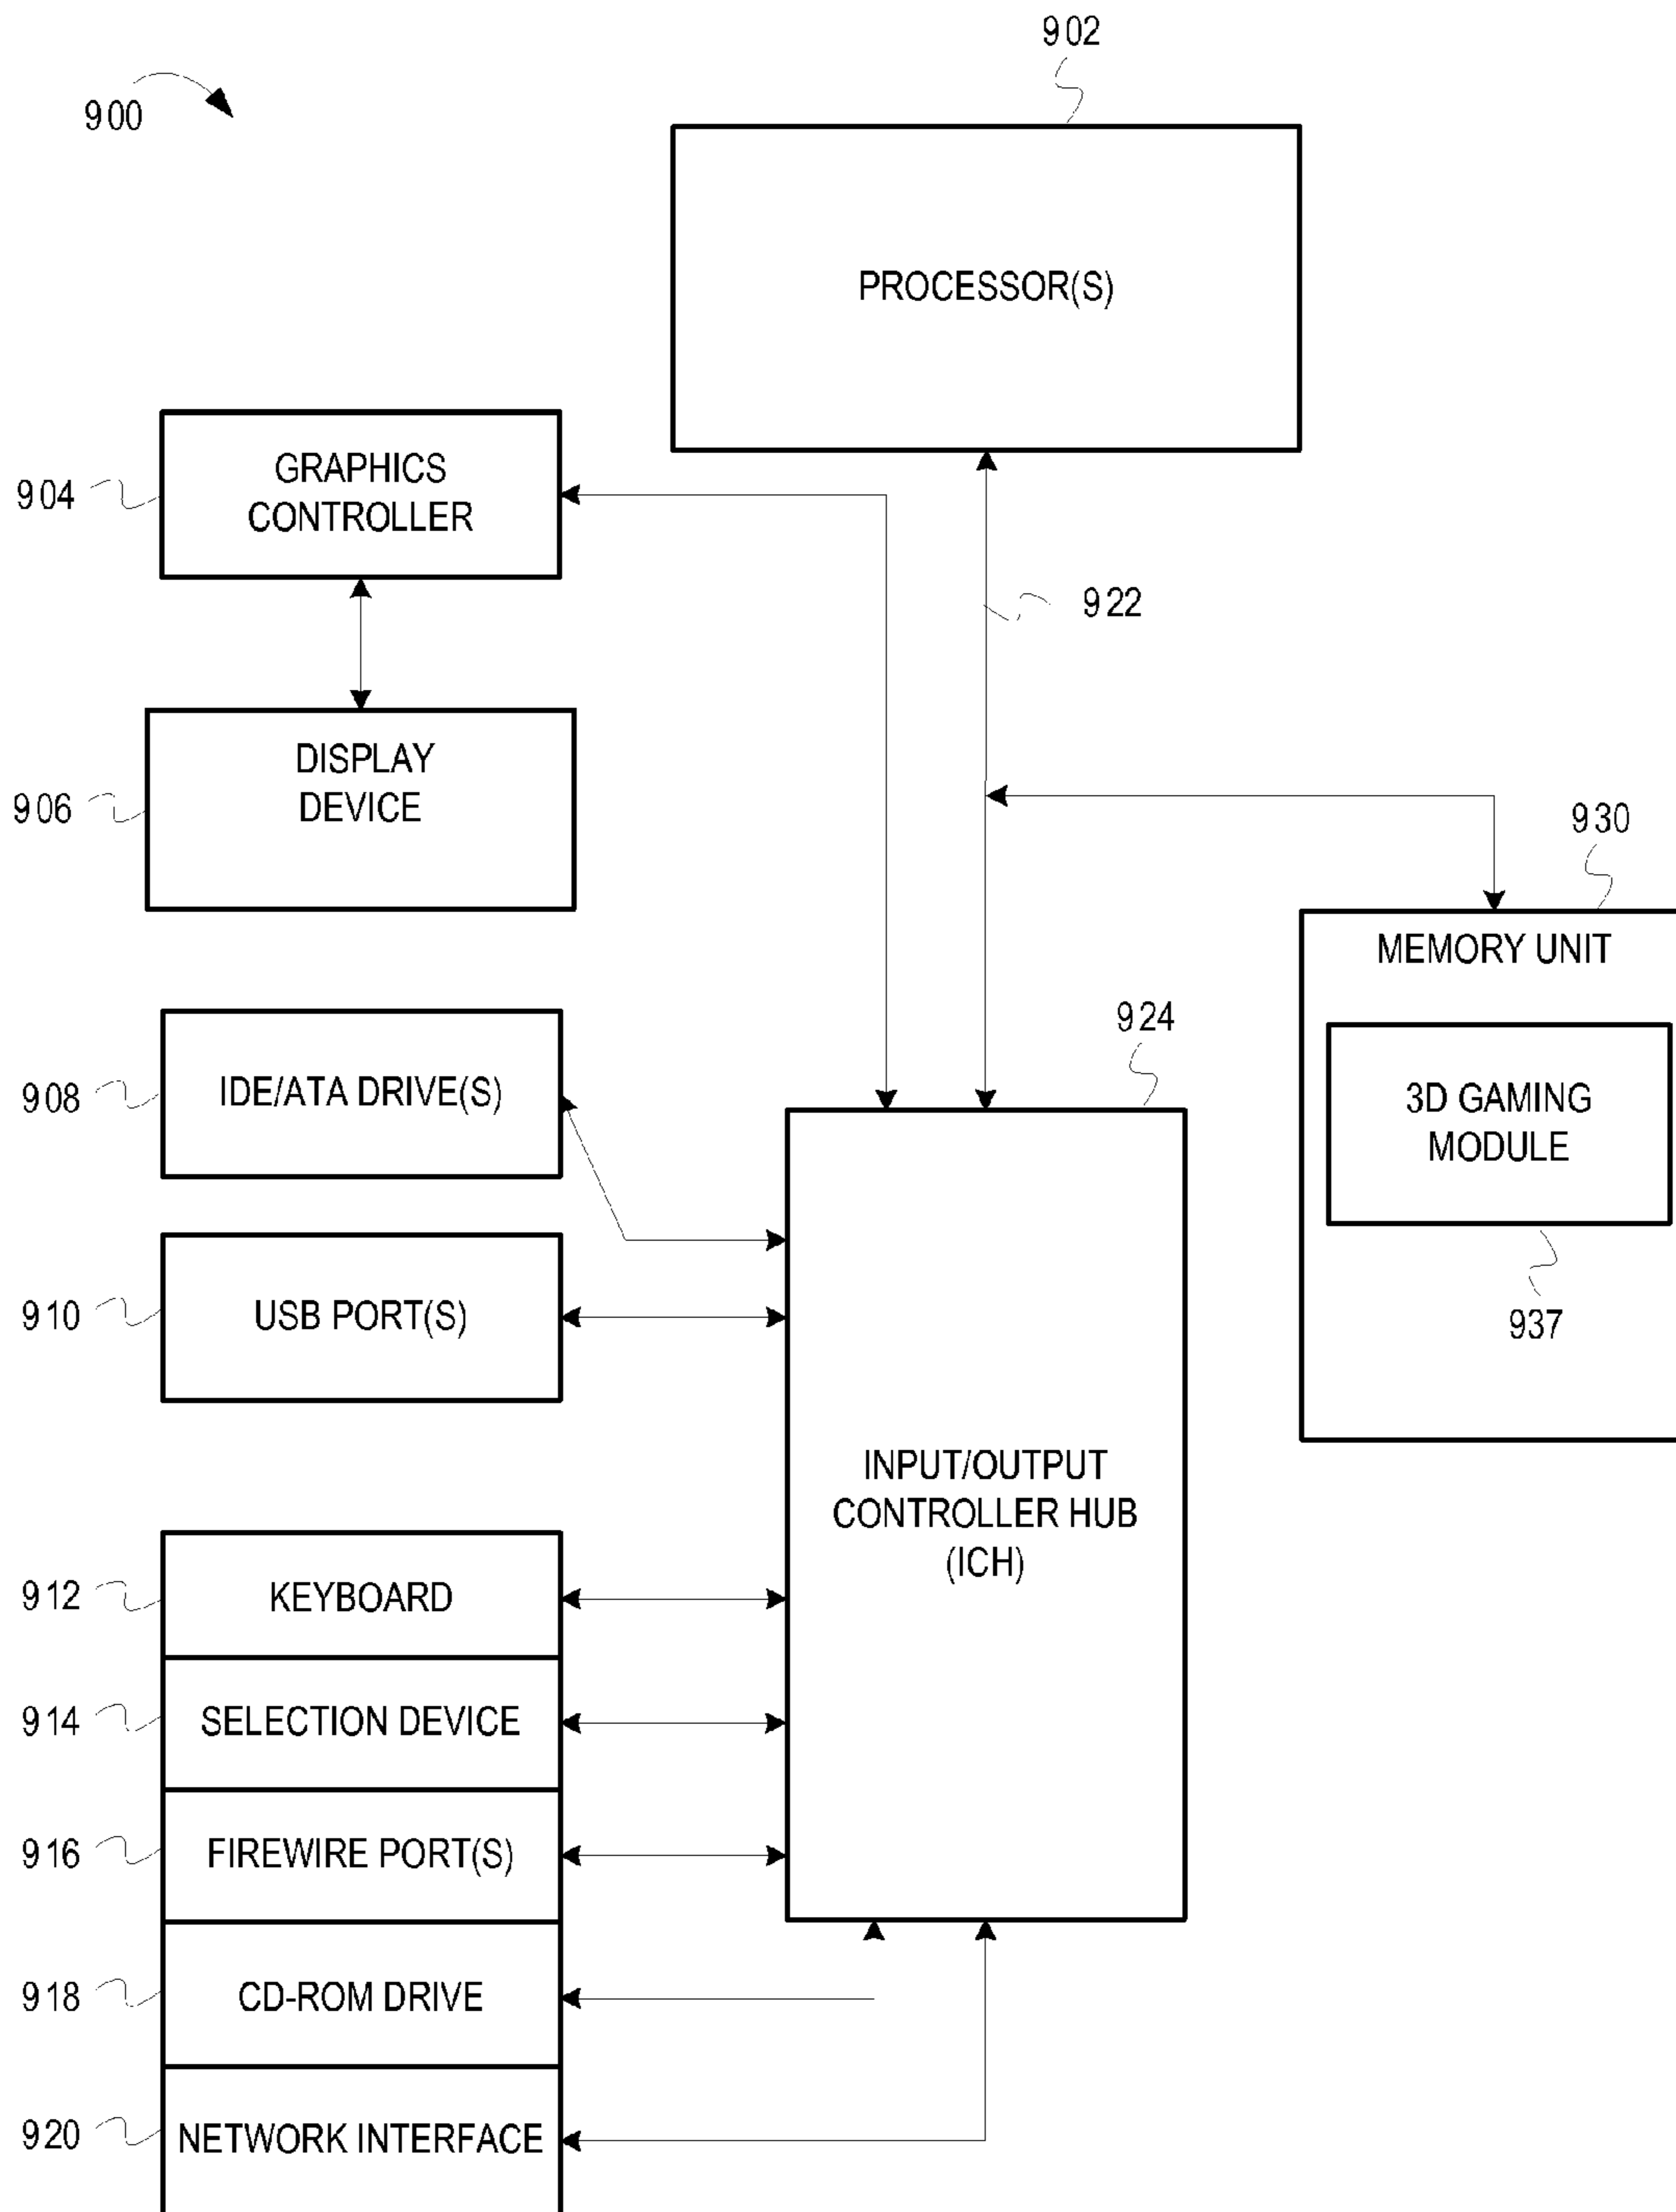 902
900
PROCESSOR(S)
904
GRAPHICS
CONTROLLER
922
906
DISPLAY
DEVICE
930
MEMORY UNIT
924
908
IDE/ATA DRIVE(S)
3D GAMING
MODULE
910
USB PORT(S)
937
INPUT/OUTPUT
CONTROLLER HUB
(ICH)
912
KEYBOARD
914
SELECTION DEVICE
916
FIREWIRE PORT(S)
918
CD-ROM DRIVE
920
NETWORK INTERFACE